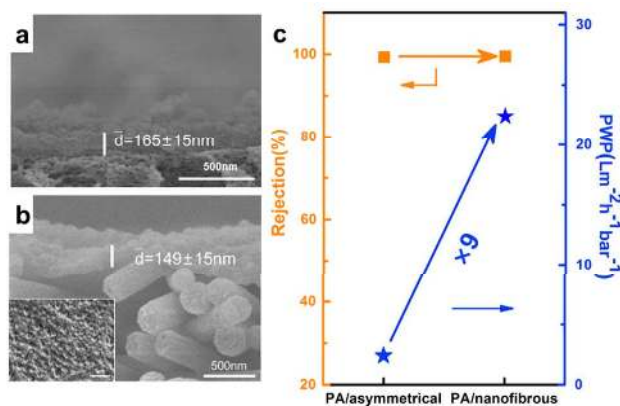 a
d̄=165±15nm
500nm
b
d̄=149±15nm
500nm
c
Rejection(%)
100
80
60
40
20
×9
PWP(Lm⁻²h⁻¹bar⁻¹)
30
20
10
0
PA/asymmetrical PA/nanofibrous